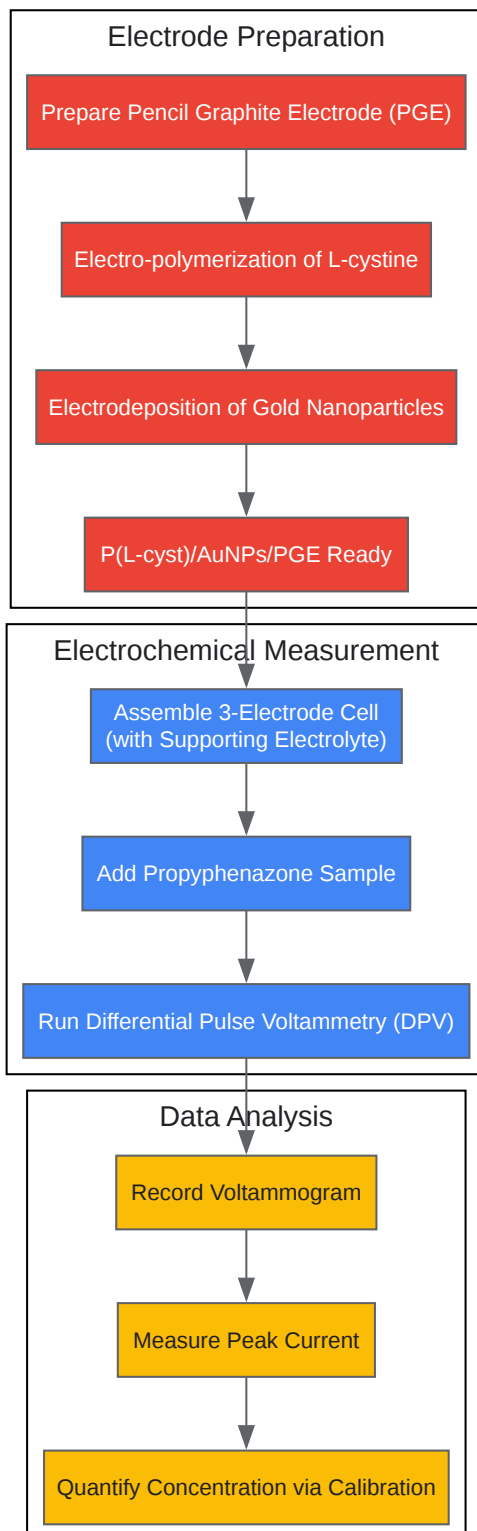 Electrode Preparation
Prepare Pencil Graphite Electrode (PGE)
Electro-polymerization of L-cystine
Electrodeposition of Gold Nanoparticles
P(L-cyst)/AuNPs/PGE Ready
Electrochemical Measurement
Assemble 3-Electrode Cell
(with Supporting Electrolyte)
Add Propyphenazone Sample
Run Differential Pulse Voltammetry (DPV)
Data Analysis
Record Voltammogram
Measure Peak Current
Quantify Concentration via Calibration